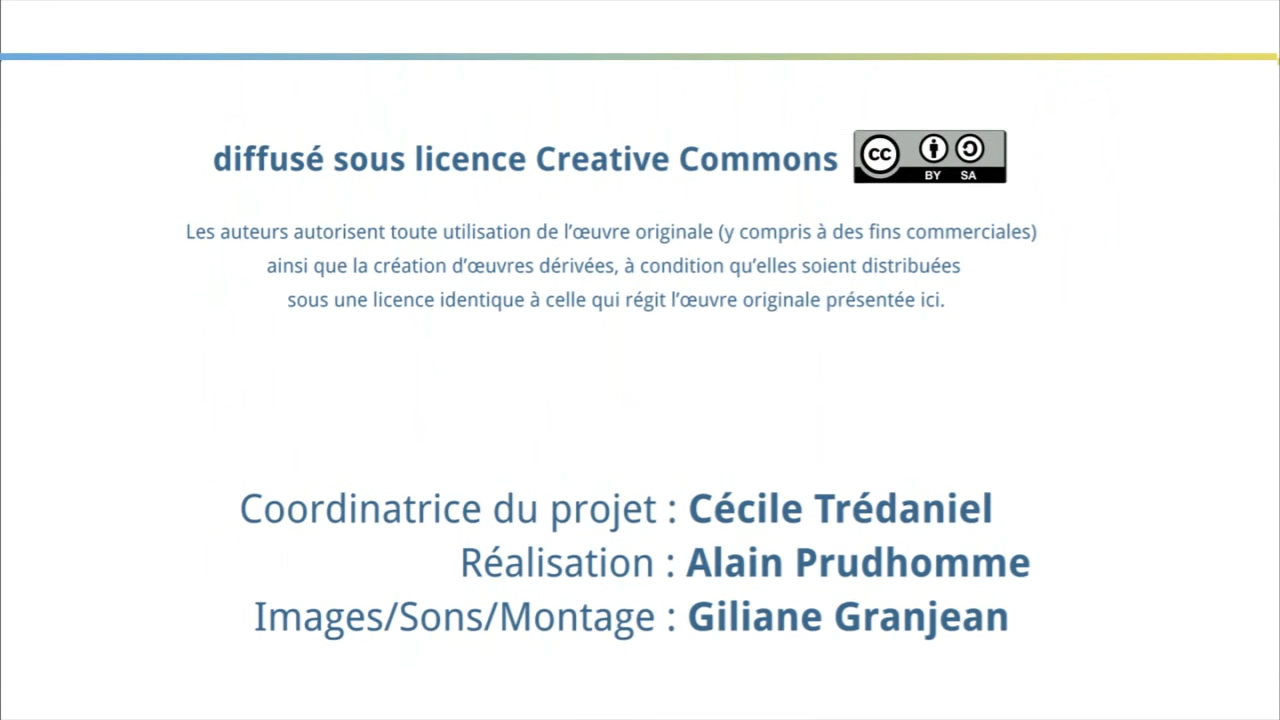 diffusé sous licence Creative Commons
cc BY SA
Les auteurs autorisent toute utilisation de l’œuvre originale (y compris à des fins commerciales)
ainsi que la création d’œuvres dérivées, à condition qu’elles soient distribuées
sous une licence identique à celle qui régit l’œuvre originale présentée ici.
Coordinatrice du projet : Cécile Trédaniel
Réalisation : Alain Prudhomme
Images/Sons/Montage : Giliane Granjean